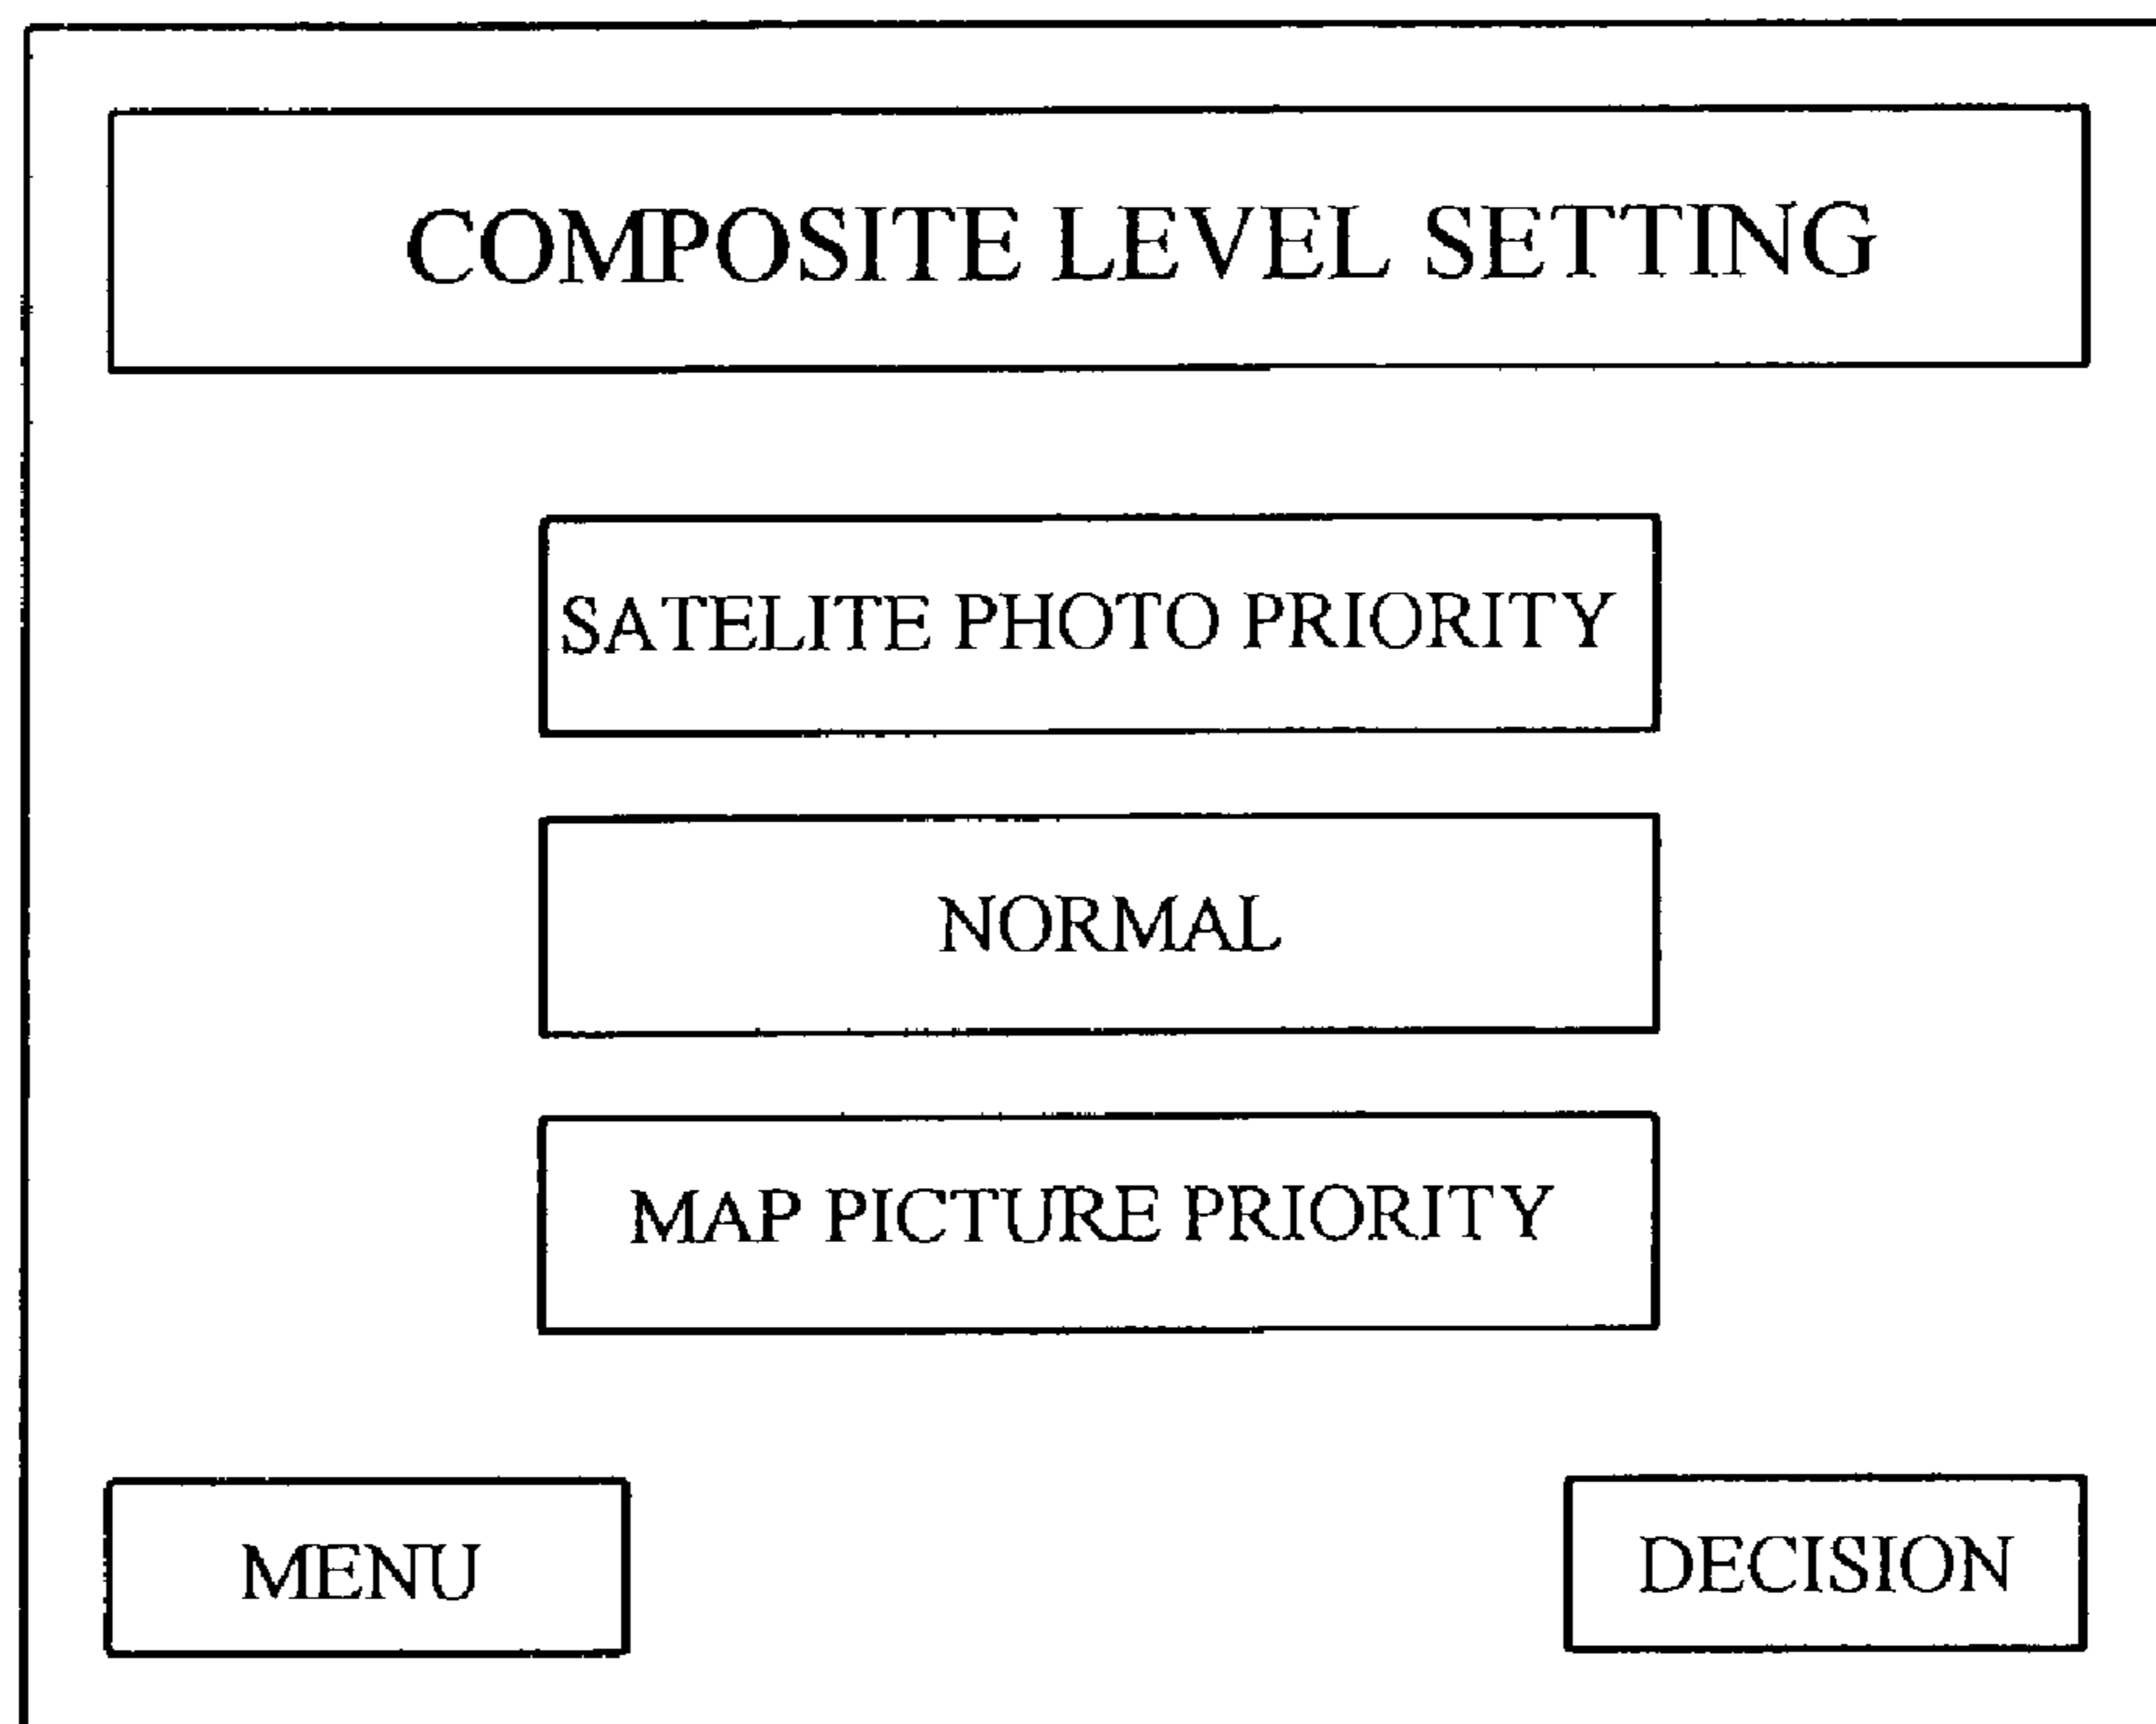 COMPOSITE LEVEL SETTING
SATELITE PHOTO PRIORITY
NORMAL
MAP PICTURE PRIORITY
MENU
DECISION